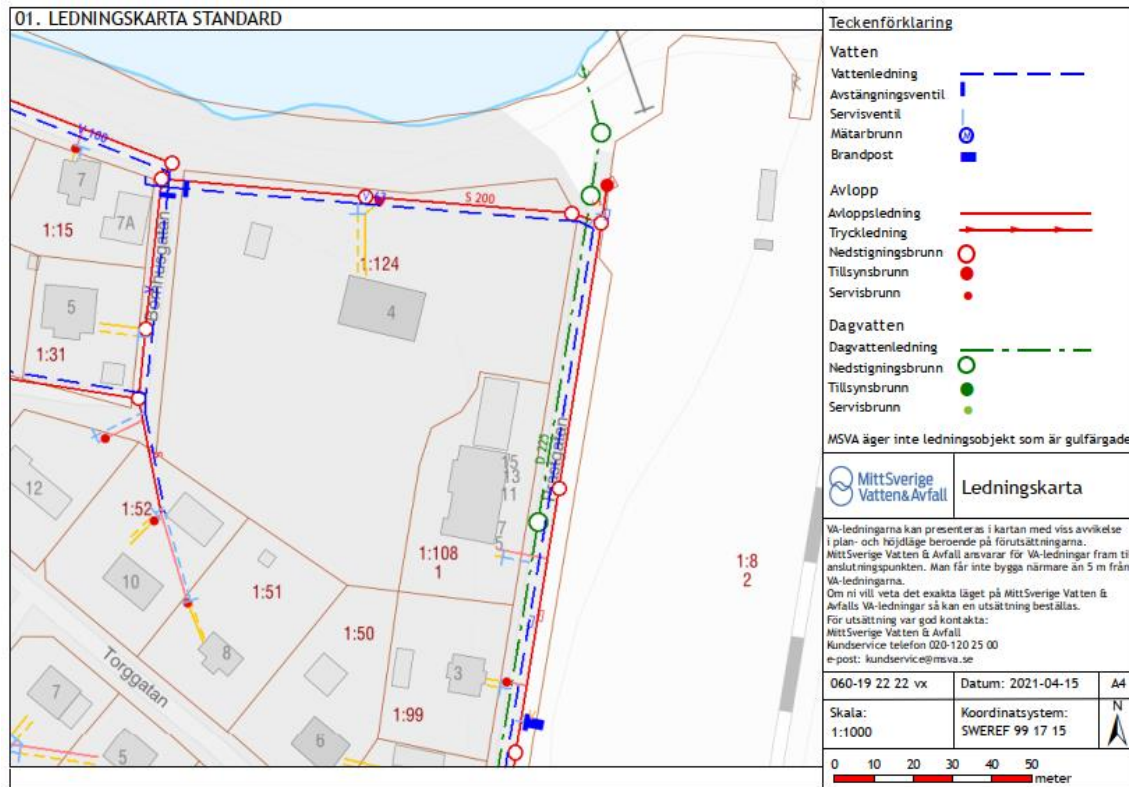 01. LEDNINGSKARTA STANDARD
V 100
7
7A
1:15
S 200
1:124
4
5
1:31
12
1:52
10
1:51
8
Torggatan
7
5
1:50
6
3
1:99
D 225
15
13
11
7
5
1:108
1
1:8
2
Teckenförklaring
Vatten
Vattenledning
Avstängningsventil
Servisventil
Mätarbrunn
M
Brandpost
Avlopp
Avloppsledning
Tryckledning
Nedstigningsbrunn
Tillsynsbrunn
Servisbrunn
Dagvatten
Dagvattenledning
Nedstigningsbrunn
Tillsynsbrunn
Servisbrunn
MSVA äger inte ledningsobjekt som är gulfärgade
MittSverige
Vatten&Avfall
Ledningskarta
VA-ledningarna kan presenteras i kartan med viss avvikelse
i plan- och höjdläge beroende på förutsättningarna.
MittSverige Vatten & Avfall ansvarar för VA-ledningar fram til
anslutningspunkten. Man får inte bygga närmare än 5 m från
VA-ledningarna.
Om ni vill veta det exakta läget på MittSverige Vatten &
Avfalls VA-ledningar så kan en utsättning beställas.
För utsättning var god kontakta:
MittSverige Vatten & Avfall
Kundservice telefon 020-120 25 00
e-post: kundservice@msva.se
060-19 22 22 vx
Datum: 2021-04-15
A4
Skala:
1:1000
Koordinatsystem:
SWEREF 99 17 15
N
0 10 20 30 40 50
meter